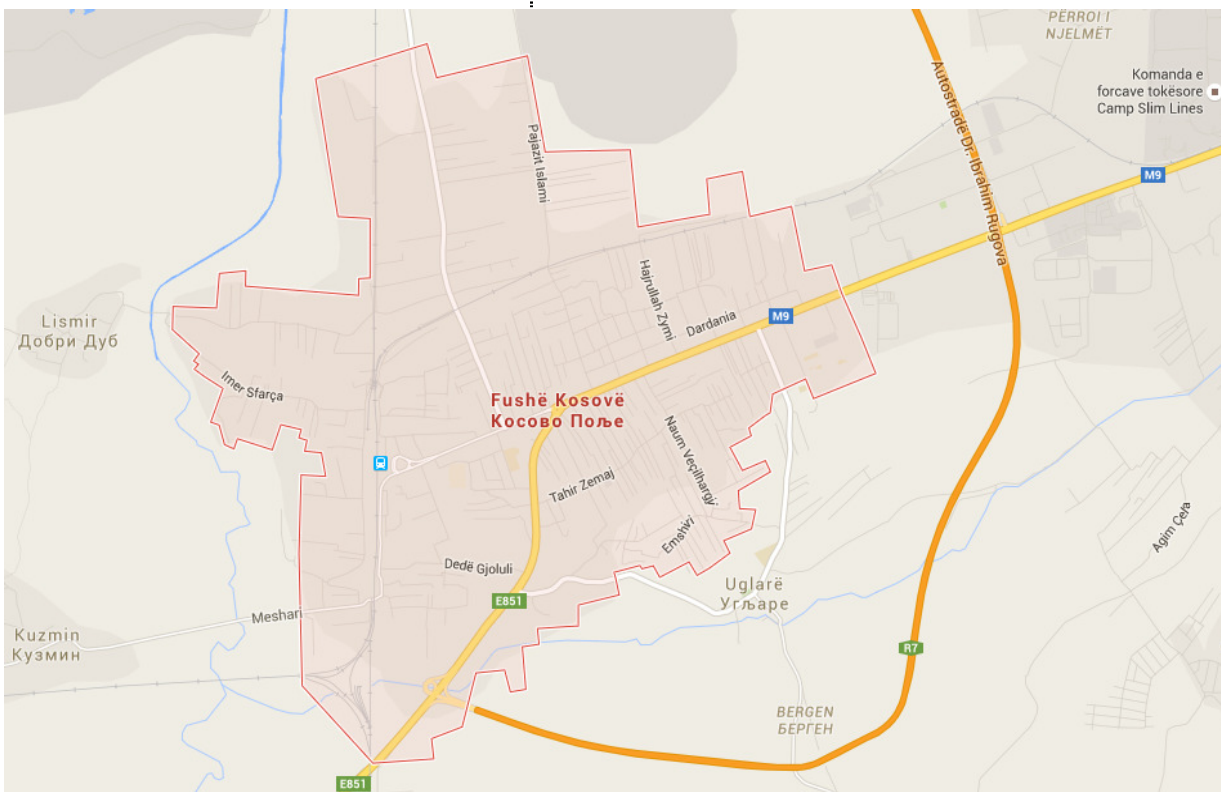 PËRROI I
NJELMËT
Komanda e
forcave tokësore
Camp Slim Lines
Autostradë Dr. Ibrahim Rugova
M9
Pajazit Islami
Hajrullah Zymi
Dardania
M9
Lismir
Добри Дуб
Imer Sfarça
Fushë Kosovë
Косово Поље
Naum Veçilhargji
Tahir Zemaj
Emshiri
Agim Çela
Dedë Gjoluli
E851
Uglarë
Угљаре
Meshari
Kuzmin
Кузмин
R7
BERGEN
БЕРГЕН
E851